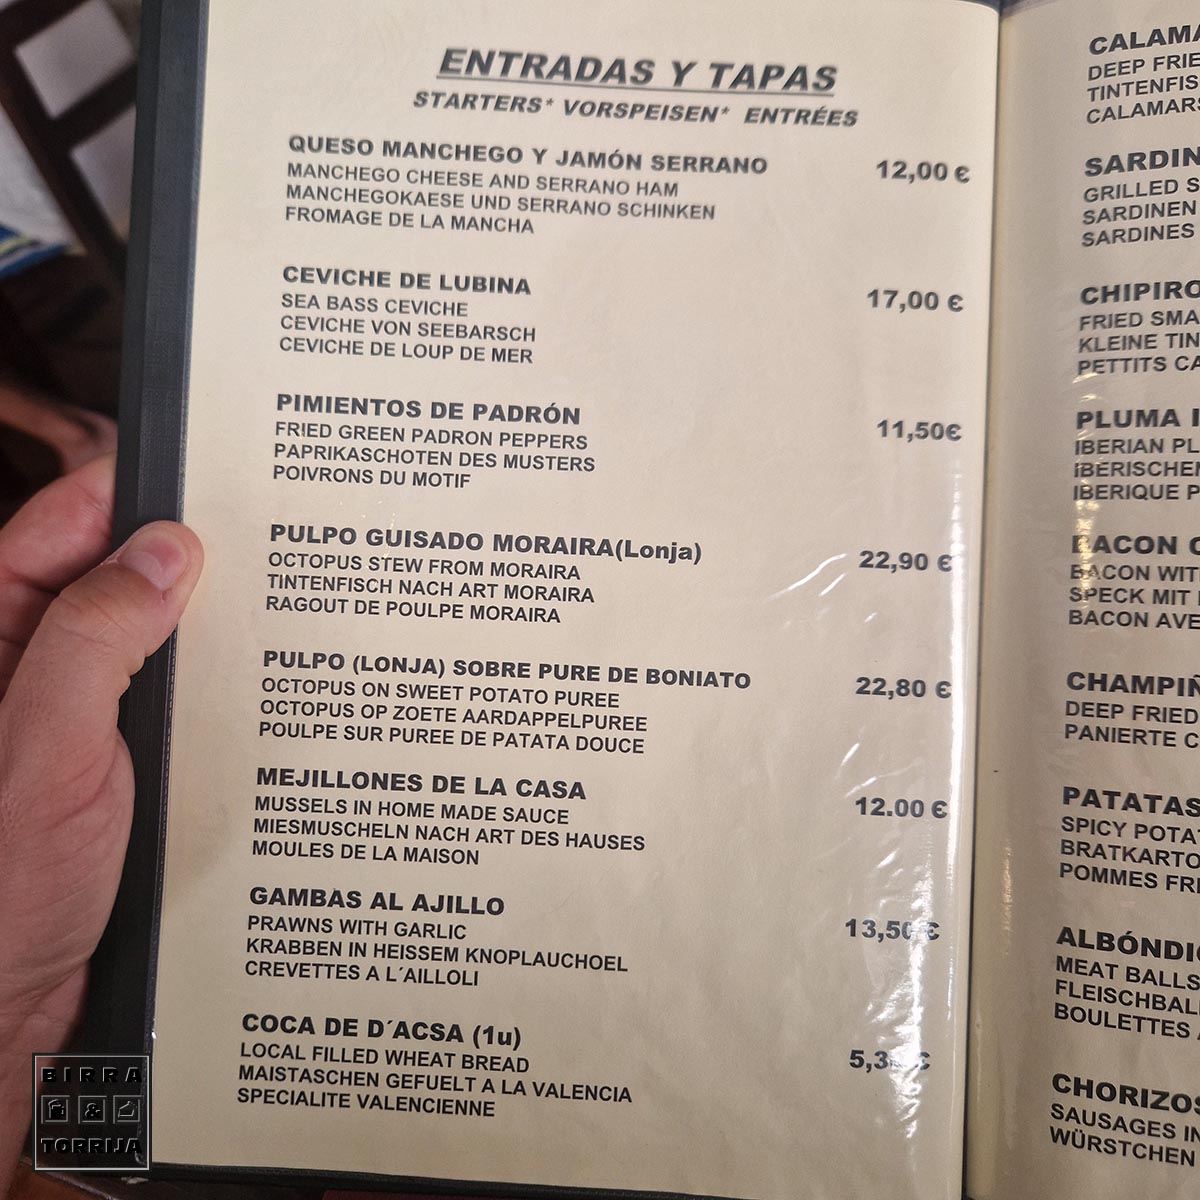 ENTRADAS Y TAPAS
STARTERS* VORSPEISEN* ENTRÉES
QUESO MANCHEGO Y JAMÓN SERRANO 12,00 €
MANCHEGO CHEESE AND SERRANO HAM
MANCHEGOKAESE UND SERRANO SCHINKEN
FROMAGE DE LA MANCHA
CEVICHE DE LUBINA 17,00 €
SEA BASS CEVICHE
CEVICHE VON SEEBARSCH
CEVICHE DE LOUP DE MER
PIMIENTOS DE PADRÓN 11,50€
FRIED GREEN PADRON PEPPERS
PAPRIKASCHOTEN DES MUSTERS
POIVRONS DU MOTIF
PULPO GUISADO MORAIRA(Lonja) 22,90 €
OCTOPUS STEW FROM MORAIRA
TINTENFISCH NACH ART MORAIRA
RAGOUT DE POULPE MORAIRA
PULPO (LONJA) SOBRE PURE DE BONIATO 22,80 €
OCTOPUS ON SWEET POTATO PUREE
OCTOPUS OP ZOETE AARDAPPELPUREE
POULPE SUR PUREE DE PATATA DOUCE
MEJILLONES DE LA CASA 12.00 €
MUSSELS IN HOME MADE SAUCE
MIESMUSCHELN NACH ART DES HAUSES
MOULES DE LA MAISON
GAMBAS AL AJILLO 13,50 €
PRAWNS WITH GARLIC
KRABBEN IN HEISSEM KNOPLAUCHOEL
CREVETTES A L´AILLOLI
COCA DE D´ACSA (1u)
LOCAL FILLED WHEAT BREAD
MAISTASCHEN GEFUELT A LA VALENCIA
SPECIALITE VALENCIENNE
CALAMA
DEEP FRIE
TINTENFIS
CALAMARS
SARDIN
GRILLED S
SARDINEN
SARDINES
CHIPIRO
FRIED SMA
KLEINE TIN
PETTITS CA
PLUMA I
IBERIAN PL
IBERISCHEN
IBERIQUE P
BACON
BACON WIT
SPECK MIT
BACON AVE
CHAMPIÑ
DEEP FRIED
PANIERTE C
PATATAS
SPICY POTA
BRATKARTO
POMMES FRI
ALBÓNDI
MEAT BALLS
FLEISCHBAL
BOULETTES
CHORIZOS
SAUSAGES IN
WÜRSTCHEN
BIRRA
&
TORRIJA